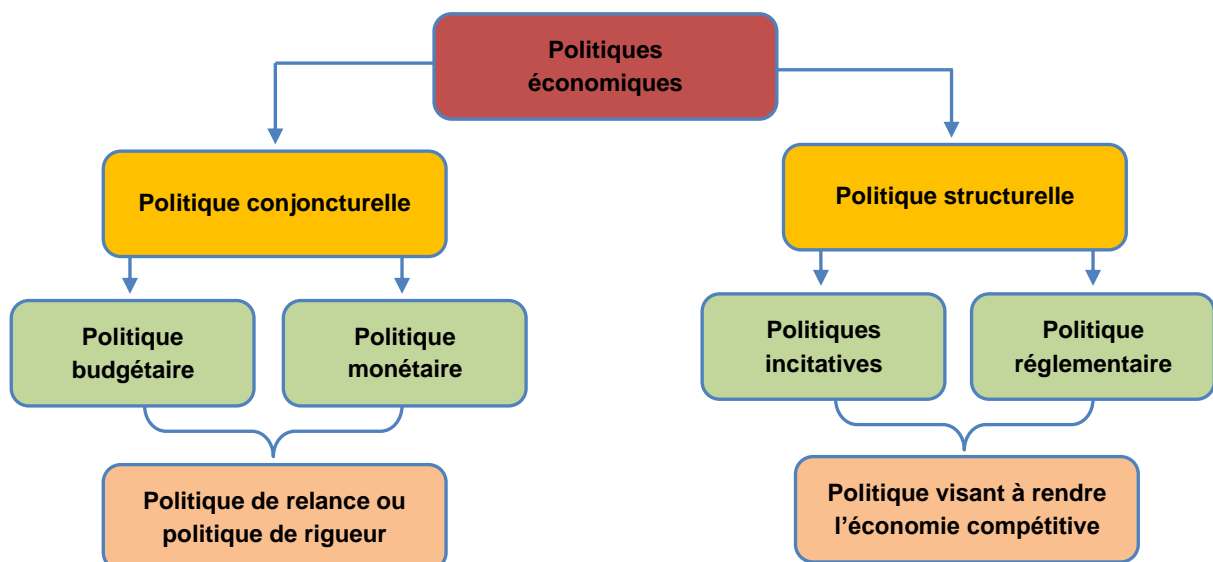 Politiques
économiques
Politique conjoncturelle
Politique structurelle
Politique
budgétaire
Politique
monétaire
Politiques
incitatives
Politique
réglementaire
Politique de relance ou
politique de rigueur
Politique visant à rendre
l’économie compétitive